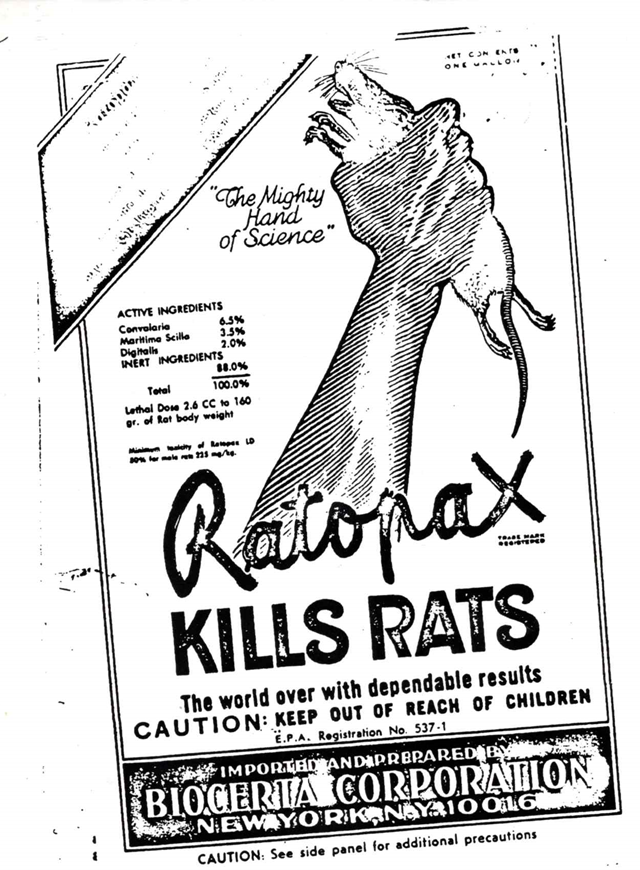 NET CONTENTS
ONE GALLON
"The Mighty
Hand
of Science"
ACTIVE INGREDIENTS
Convalaria 6.5%
Maritima Scilla 3.5%
Digitalis 2.0%
INERT INGREDIENTS
88.0%
Total 100.0%
Lethal Dose 2.6 CC to 160
gr. of Rat body weight
Minimum toxicity of Ratopax LD
50% for male rats 225 mg/kg.
Ratopax
TRADE MARK
REGISTERED
KILLS RATS
The world over with dependable results
CAUTION: KEEP OUT OF REACH OF CHILDREN
E.P.A. Registration No. 537-1
IMPORTED AND PREPARED BY
BIOCERTA CORPORATION
NEW YORK, N.Y. 10016
CAUTION: See side panel for additional precautions